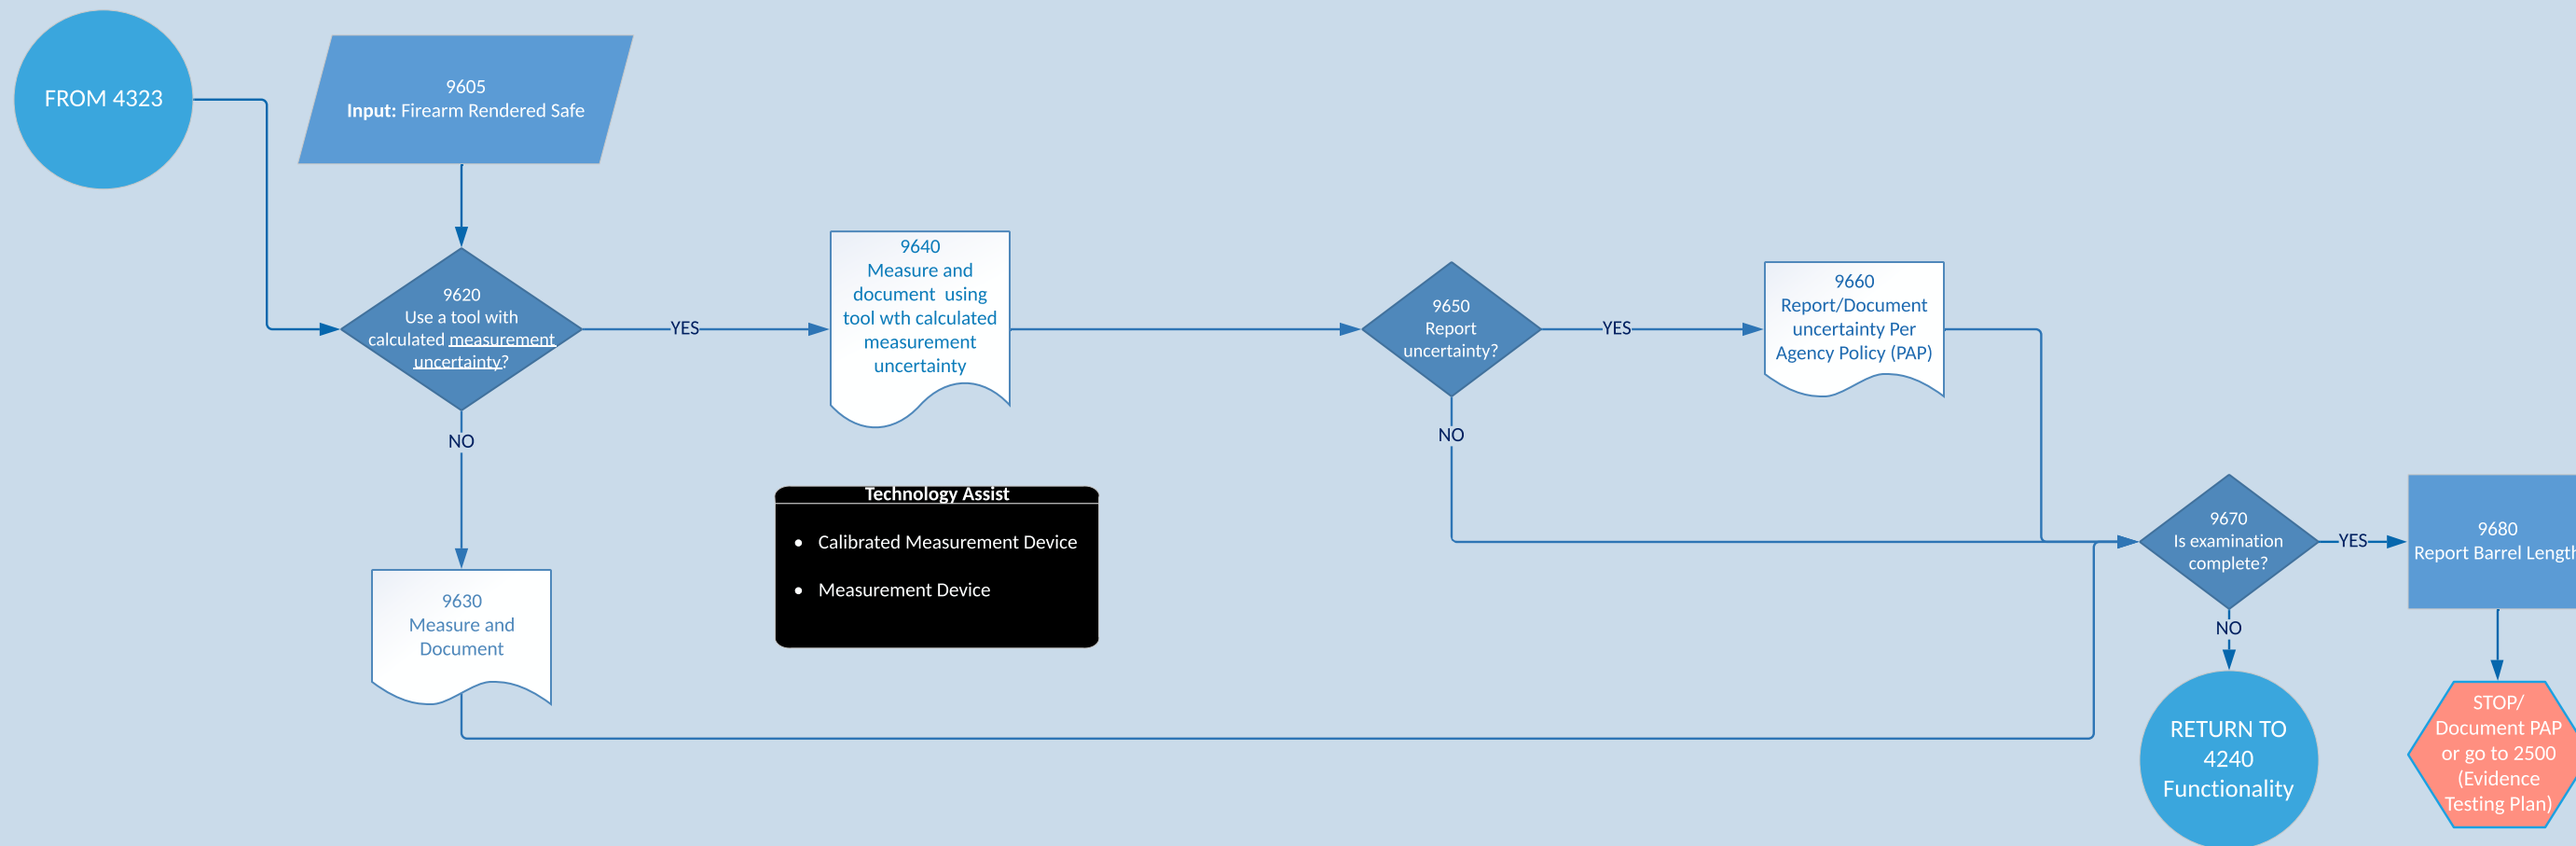 FROM 4323
9605
Input: Firearm Rendered Safe
9620
Use a tool with
calculated measurement
uncertainty?
YES
NO
9630
Measure and
Document
9640
Measure and
document  using
tool wth calculated
measurement
uncertainty
Technology Assist
• Calibrated Measurement Device
• Measurement Device
9650
Report
uncertainty?
YES
NO
9660
Report/Document
uncertainty Per
Agency Policy (PAP)
9670
Is examination
complete?
YES
NO
RETURN TO
4240
Functionality
9680
Report Barrel Length
STOP/
Document PAP
or go to 2500
(Evidence
Testing Plan)